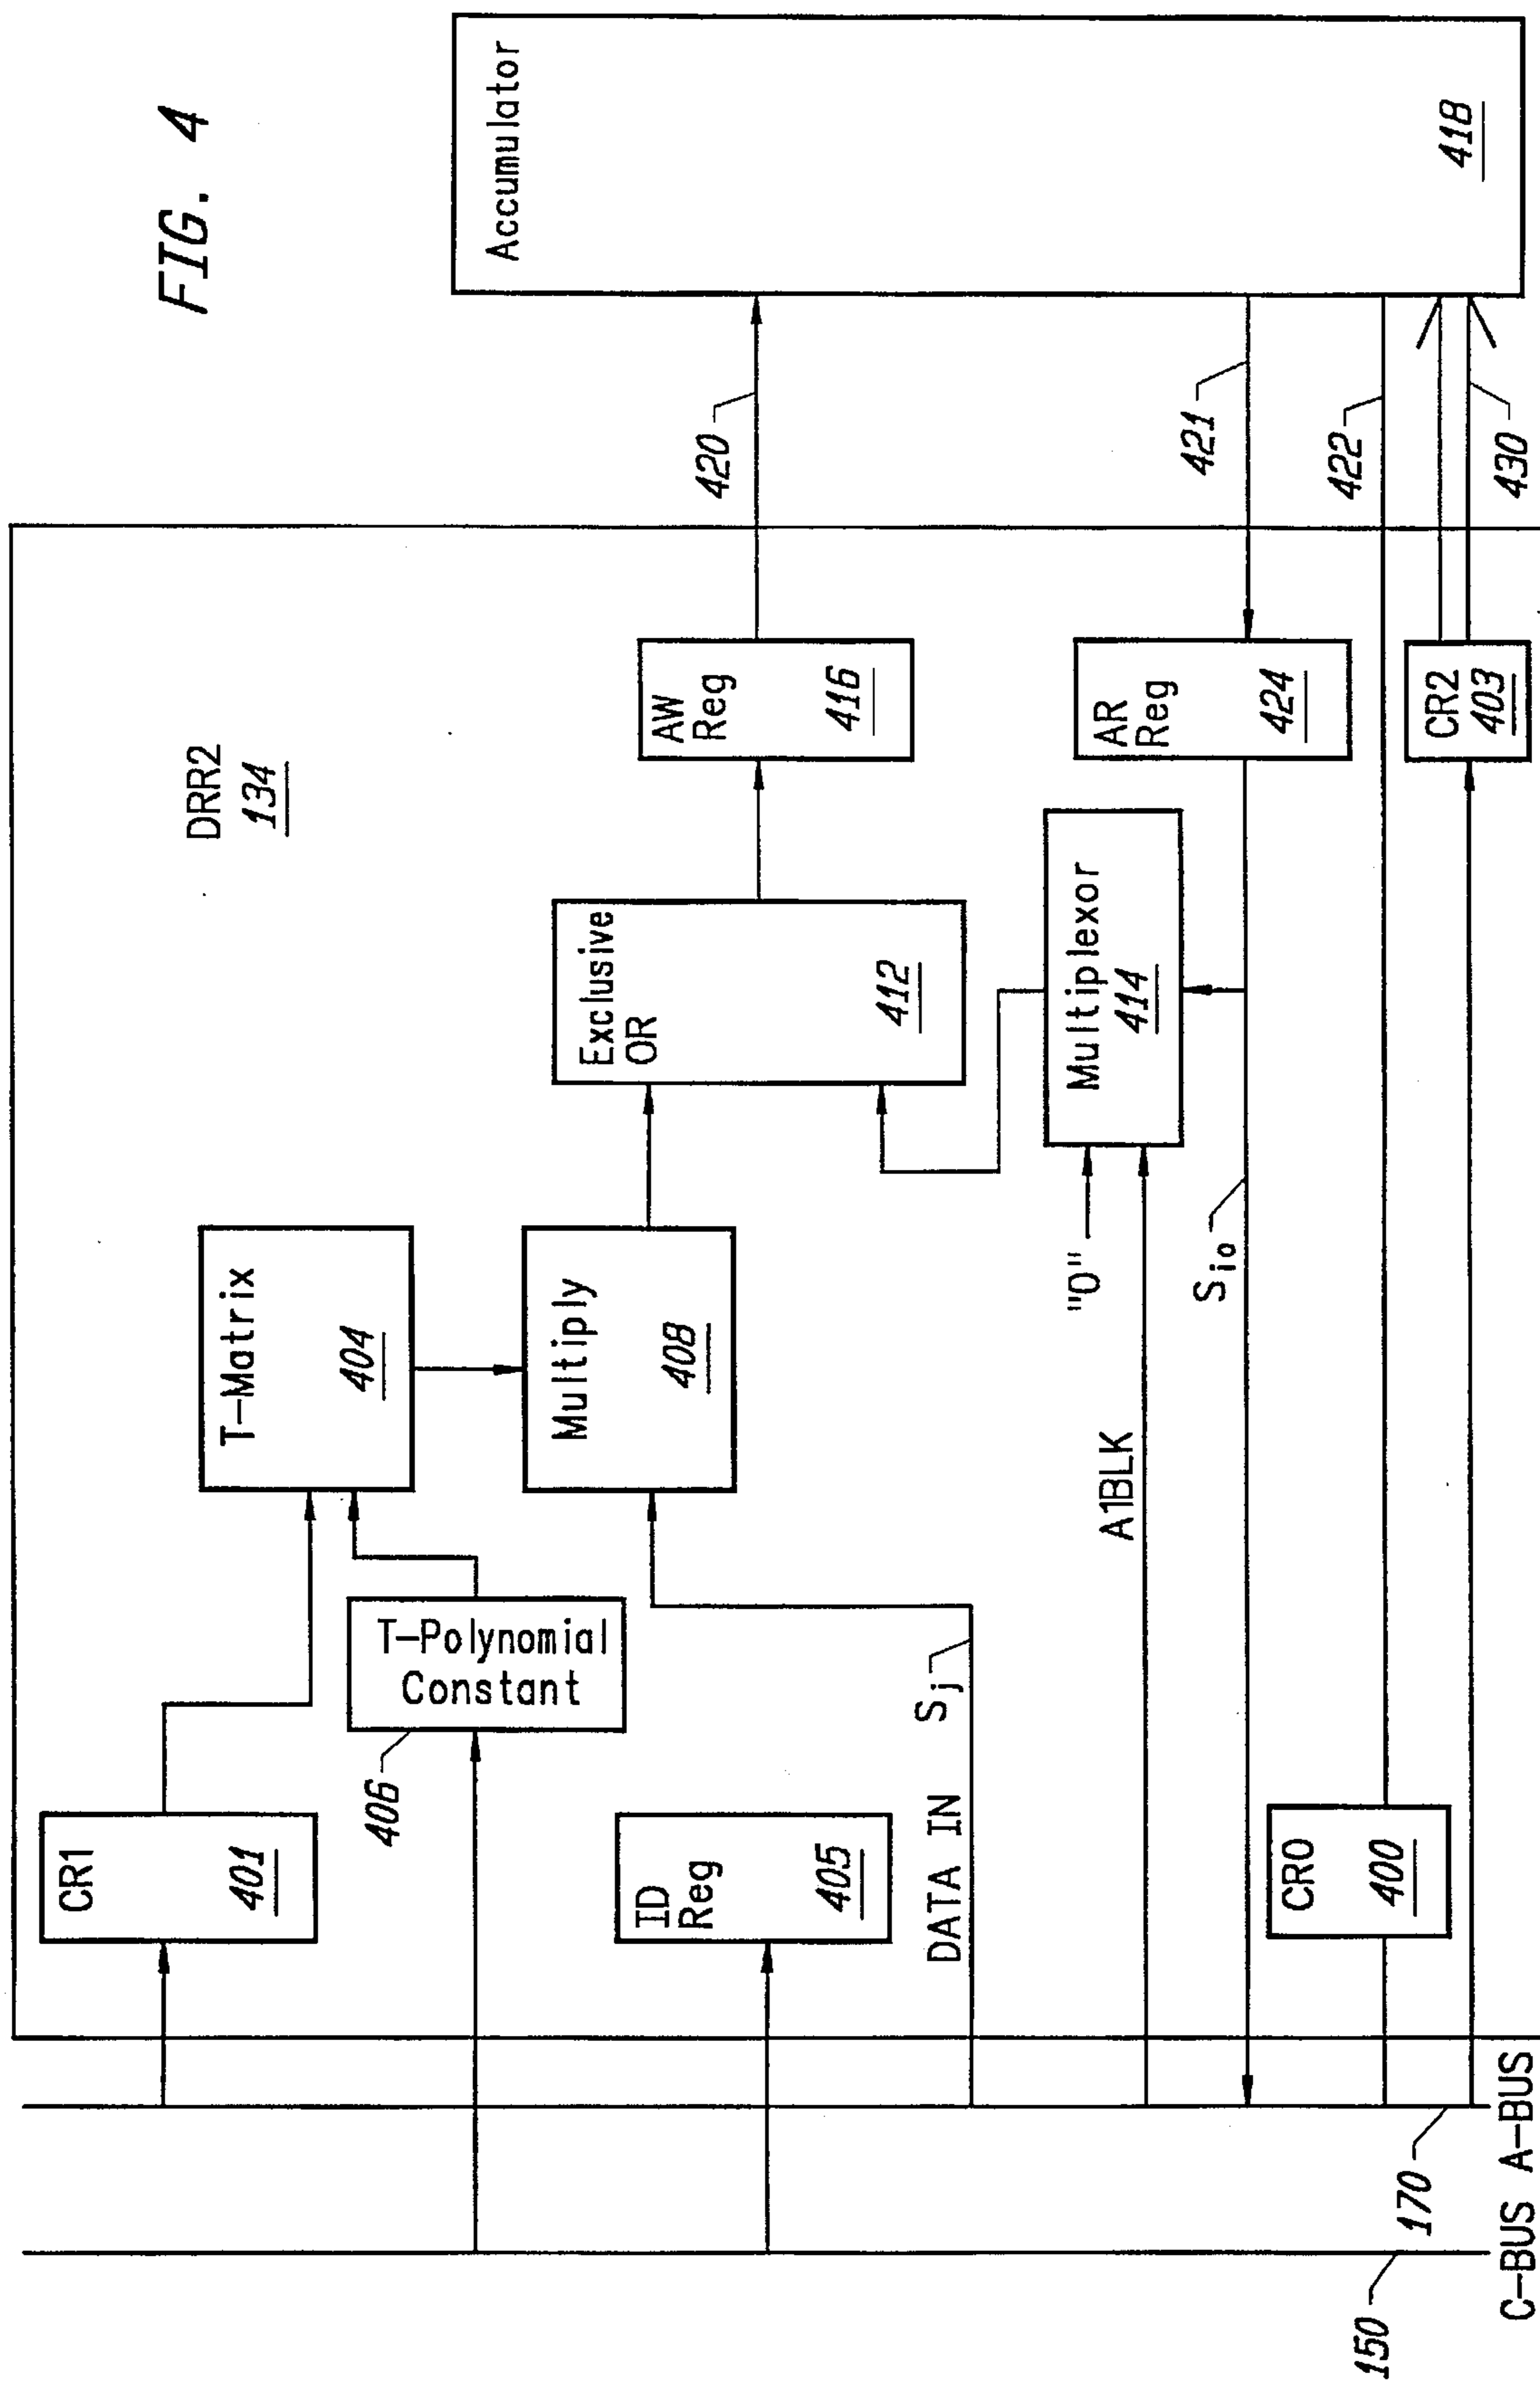 FIG. 4
DRR2
134
CR1
401
T-Matrix
404
T-Polynomial
Constant
406
Multiply
408
ID
Reg
405
Exclusive
OR
412
AW
Reg
416
420
Accumulator
418
DATA IN
Sj
A1BLK
"0"
Multiplexor
414
AR
Reg
424
421
Sio
422
CR0
400
CR2
403
430
170
150
C-BUS A-BUS